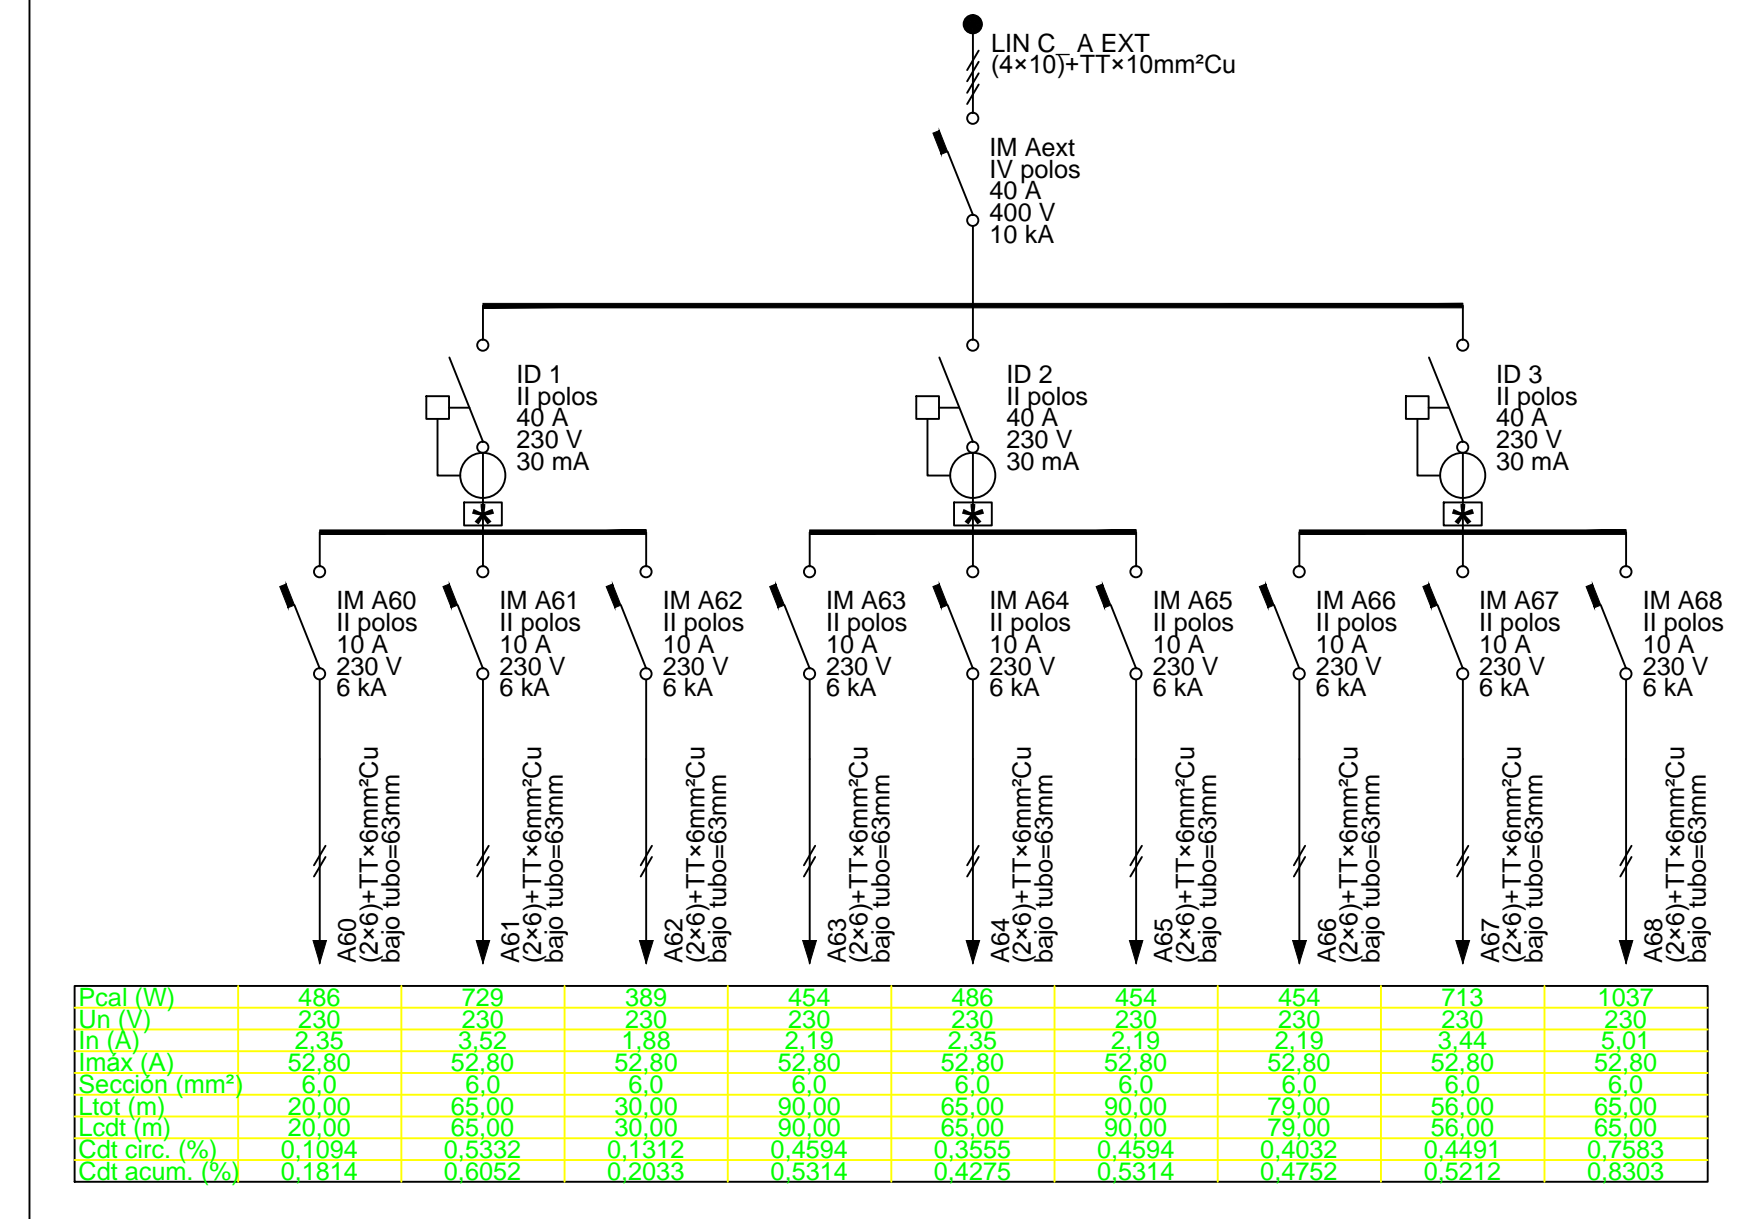 LIN C_ A EXT
(4×10)+TT×10mm²Cu
IM Aext
IV polos
40 A
400 V
10 kA
ID 1
II polos
40 A
230 V
30 mA
ID 2
II polos
40 A
230 V
30 mA
ID 3
II polos
40 A
230 V
30 mA
IM A60
II polos
10 A
230 V
6 kA
IM A61
II polos
10 A
230 V
6 kA
IM A62
II polos
10 A
230 V
6 kA
IM A63
II polos
10 A
230 V
6 kA
IM A64
II polos
10 A
230 V
6 kA
IM A65
II polos
10 A
230 V
6 kA
IM A66
II polos
10 A
230 V
6 kA
IM A67
II polos
10 A
230 V
6 kA
IM A68
II polos
10 A
230 V
6 kA
A60
(2×6)+TT×6mm²Cu
bajo tubo=63mm
A61
(2×6)+TT×6mm²Cu
bajo tubo=63mm
A62
(2×6)+TT×6mm²Cu
bajo tubo=63mm
A63
(2×6)+TT×6mm²Cu
bajo tubo=63mm
A64
(2×6)+TT×6mm²Cu
bajo tubo=63mm
A65
(2×6)+TT×6mm²Cu
bajo tubo=63mm
A66
(2×6)+TT×6mm²Cu
bajo tubo=63mm
A67
(2×6)+TT×6mm²Cu
bajo tubo=63mm
A68
(2×6)+TT×6mm²Cu
bajo tubo=63mm
Pcal (W) 486 729 389 454 486 454 454 713 1037
Un (V) 230 230 230 230 230 230 230 230 230
In (A) 2,35 3,52 1,88 2,19 2,35 2,19 2,19 3,44 5,01
Imáx (A) 52,80 52,80 52,80 52,80 52,80 52,80 52,80 52,80 52,80
Sección (mm²) 6,0 6,0 6,0 6,0 6,0 6,0 6,0 6,0 6,0
Ltot (m) 20,00 65,00 30,00 90,00 65,00 90,00 79,00 56,00 65,00
Lcdt (m) 20,00 65,00 30,00 90,00 65,00 90,00 79,00 56,00 65,00
Cdt circ. (%) 0,1094 0,5332 0,1312 0,4594 0,3555 0,4594 0,4032 0,4491 0,7583
Cdt acum. (%) 0,1814 0,6052 0,2033 0,5314 0,4275 0,5314 0,4752 0,5212 0,8303